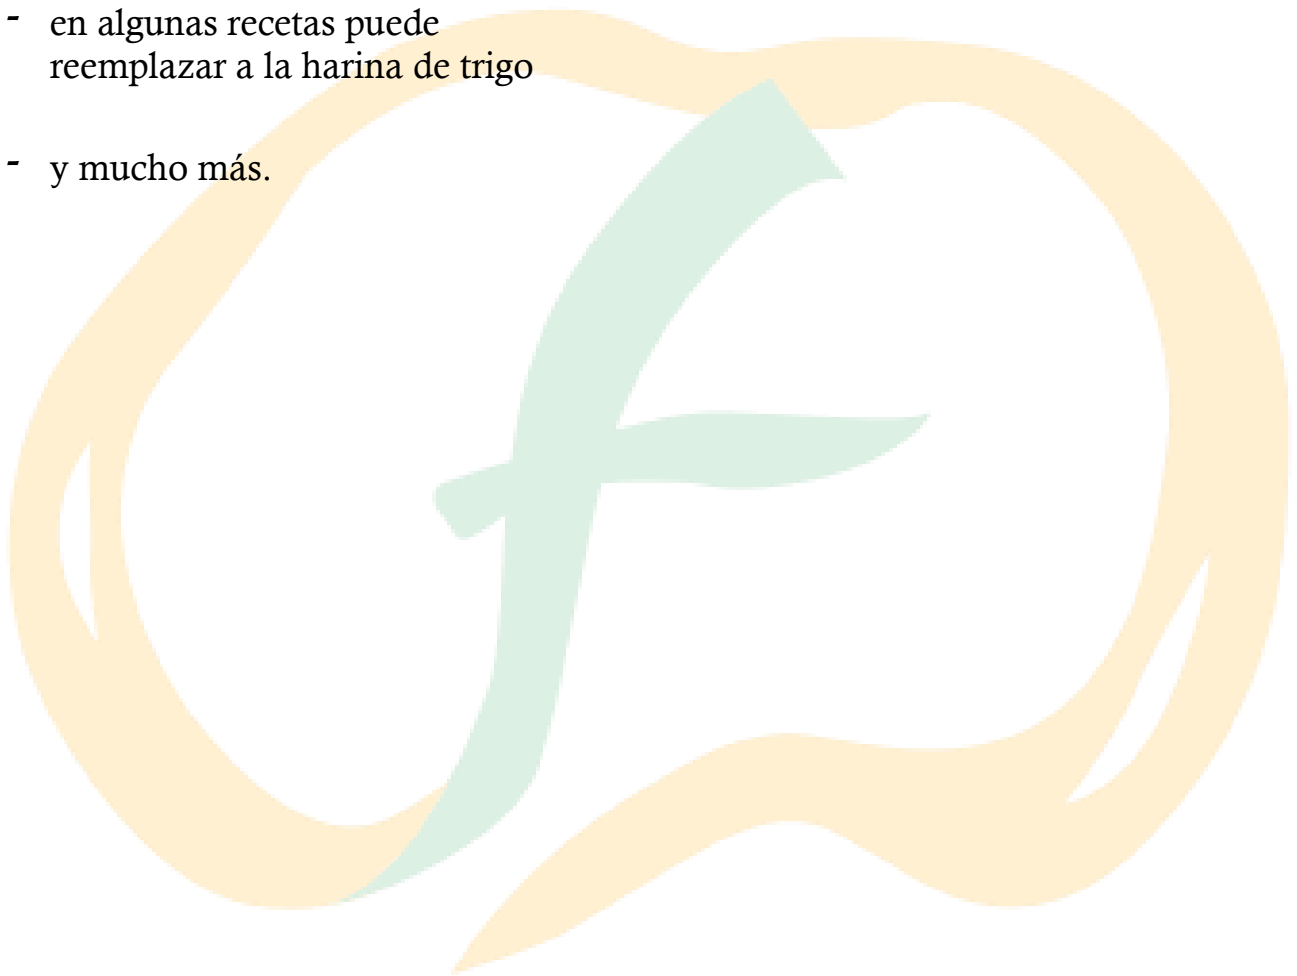 - en algunas recetas puede
reemplazar a la harina de trigo
- y mucho más.